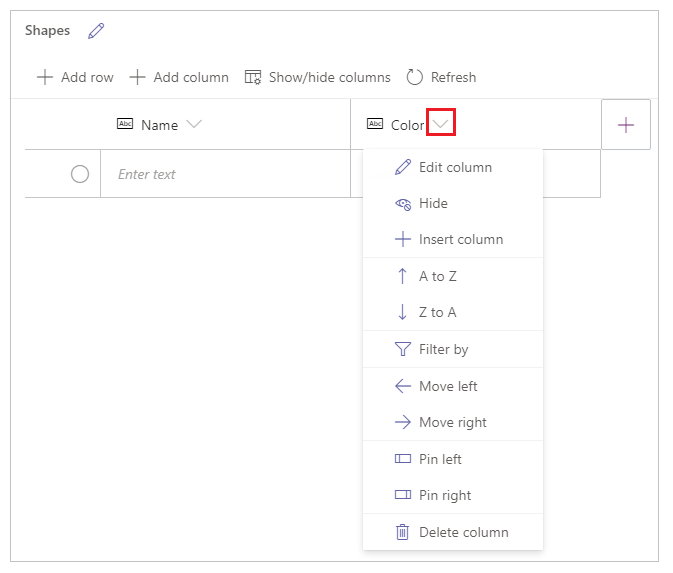 Shapes
Add row Add column Show/hide columns Refresh
Abc Name Abc Color
Enter text
Edit column
Hide
Insert column
A to Z
Z to A
Filter by
Move left
Move right
Pin left
Pin right
Delete column